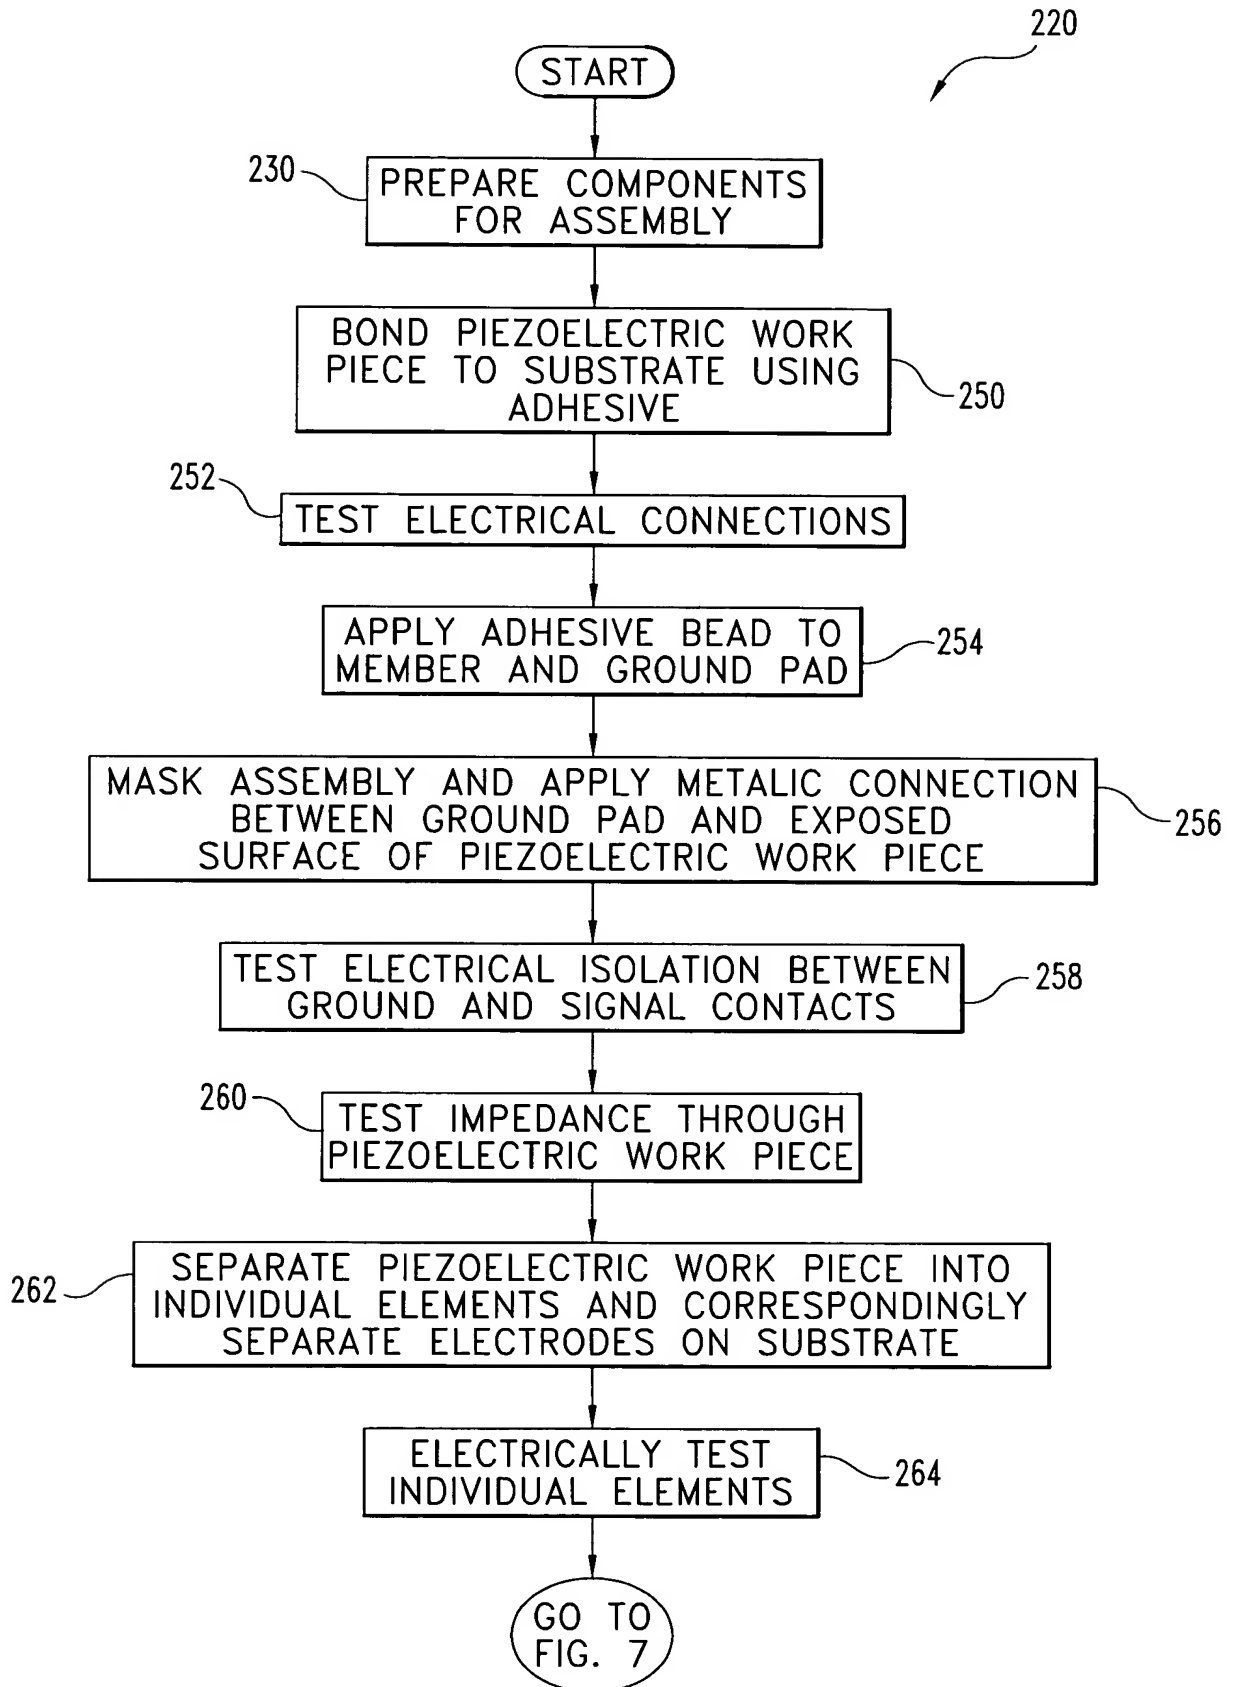 220
START
230
PREPARE COMPONENTS
FOR ASSEMBLY
BOND PIEZOELECTRIC WORK
PIECE TO SUBSTRATE USING
ADHESIVE
250
252
TEST ELECTRICAL CONNECTIONS
APPLY ADHESIVE BEAD TO
MEMBER AND GROUND PAD
254
MASK ASSEMBLY AND APPLY METALIC CONNECTION
BETWEEN GROUND PAD AND EXPOSED
SURFACE OF PIEZOELECTRIC WORK PIECE
256
TEST ELECTRICAL ISOLATION BETWEEN
GROUND AND SIGNAL CONTACTS
258
260
TEST IMPEDANCE THROUGH
PIEZOELECTRIC WORK PIECE
262
SEPARATE PIEZOELECTRIC WORK PIECE INTO
INDIVIDUAL ELEMENTS AND CORRESPONDINGLY
SEPARATE ELECTRODES ON SUBSTRATE
ELECTRICALLY TEST
INDIVIDUAL ELEMENTS
264
GO TO
FIG. 7